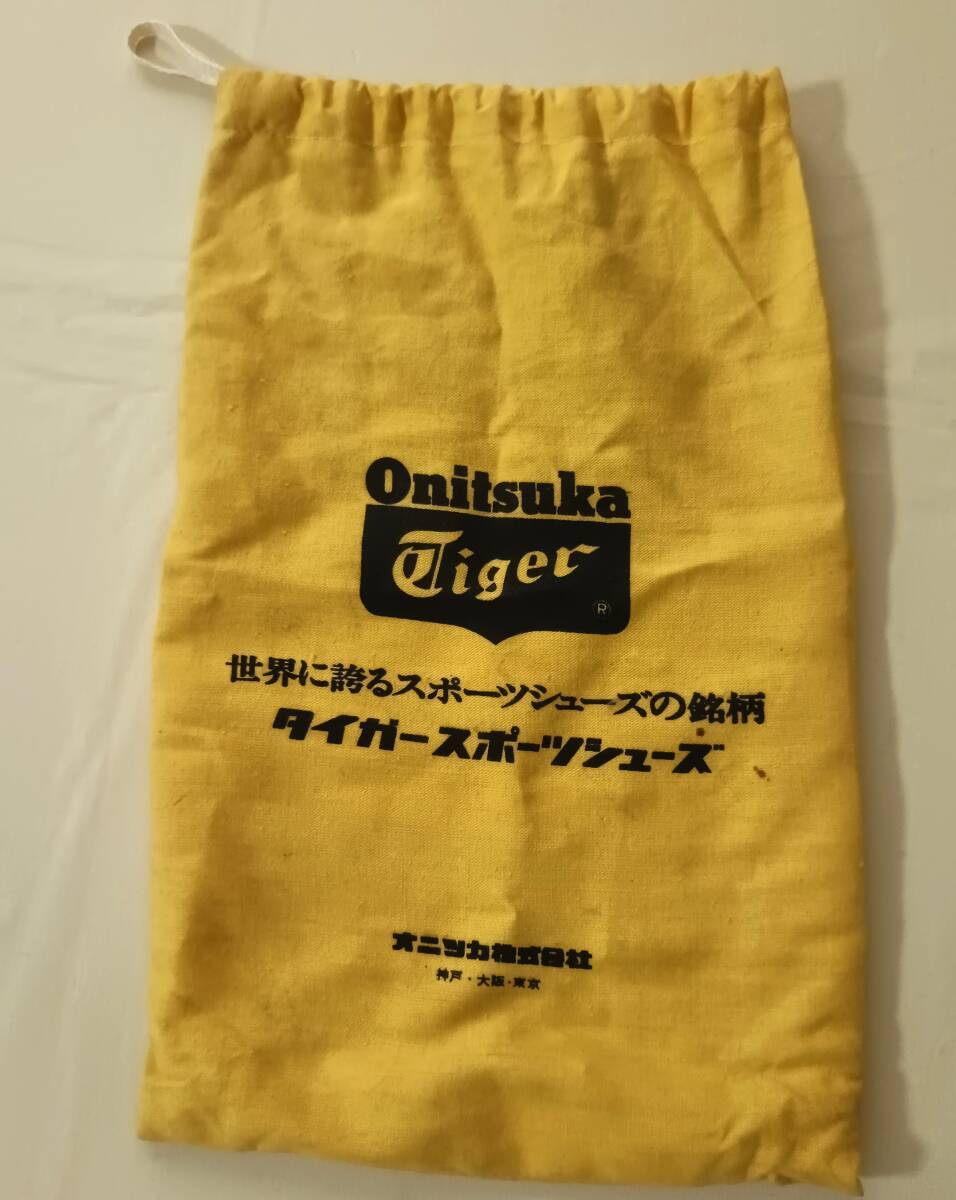 Onitsuka
Tiger
®
世界に誇るスポーツシューズの銘柄
タイガースポーツシューズ
オニツカ株式会社
神戸・大阪・東京